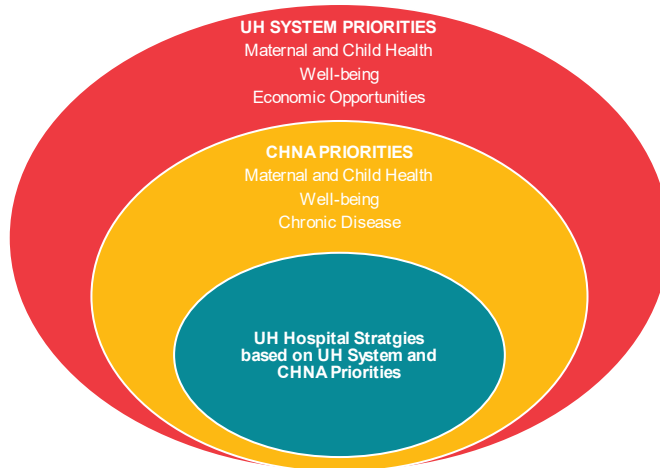 UH SYSTEM PRIORITIES
Maternal and Child Health
Well-being
Economic Opportunities
CHNA PRIORITIES
Maternal and Child Health
Well-being
Chronic Disease
UH Hospital Stratgies
based on UH System and
CHNA Priorities